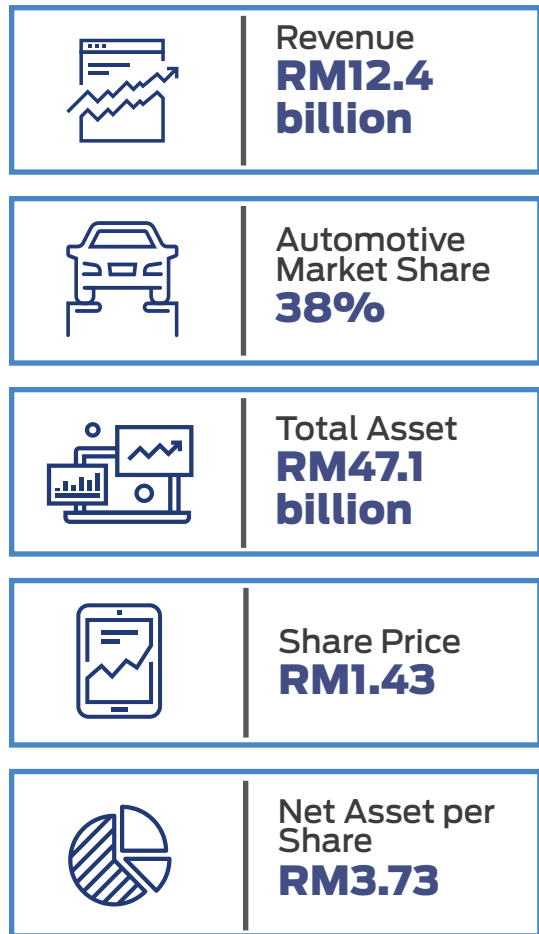 Revenue
RM12.4
billion
Automotive
Market Share
38%
Total Asset
RM47.1
billion
Share Price
RM1.43
Net Asset per
Share
RM3.73